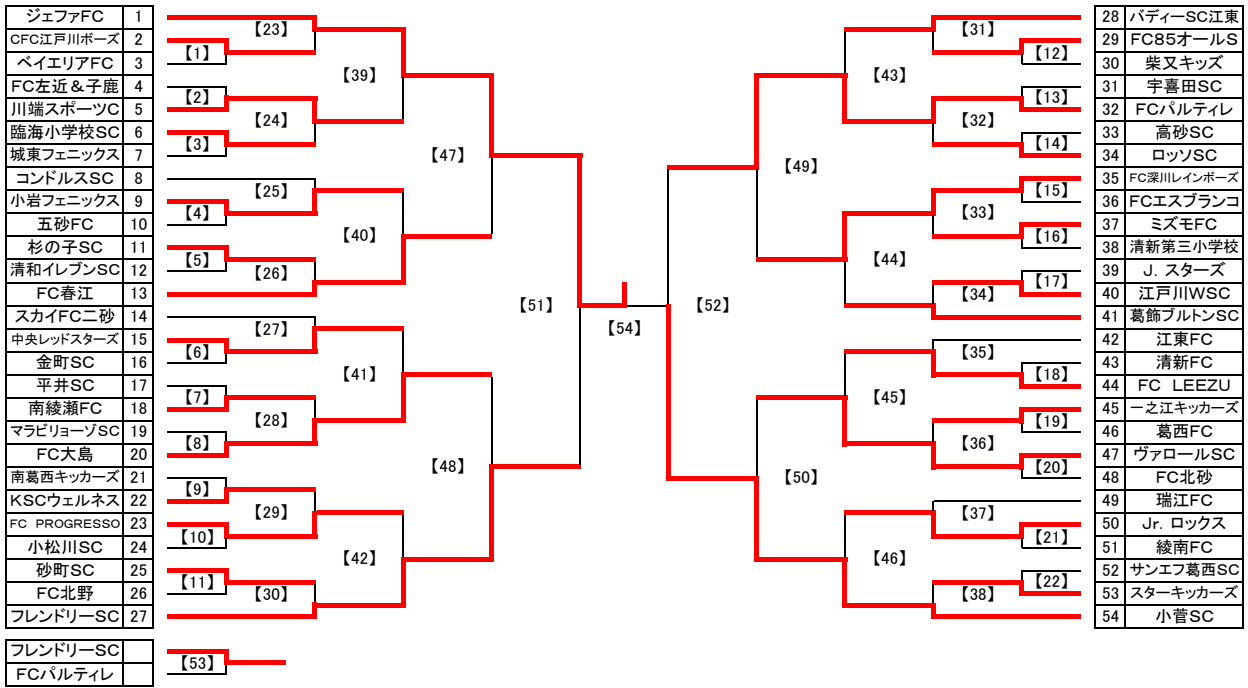 ジェファFC 1
CFC江戸川ボーズ 2
ベイエリアFC 3
FC左近&子鹿 4
川端スポーツC 5
臨海小学校SC 6
城東フェニックス 7
コンドルスSC 8
小岩フェニックス 9
五砂FC 10
杉の子SC 11
清和イレブンSC 12
FC春江 13
スカイFC二砂 14
中央レッドスターズ 15
金町SC 16
平井SC 17
南綾瀬FC 18
マラビリョーゾSC 19
FC大島 20
南葛西キッカーズ 21
KSCウェルネス 22
FC PROGRESSO 23
小松川SC 24
砂町SC 25
FC北野 26
フレンドリーSC 27
【1】
【2】
【3】
【4】
【5】
【6】
【7】
【8】
【9】
【10】
【11】
【23】
【24】
【25】
【26】
【27】
【28】
【29】
【30】
【39】
【40】
【41】
【42】
【47】
【48】
【51】
【54】
【52】
【49】
【50】
【43】
【44】
【45】
【46】
【31】
【32】
【33】
【34】
【35】
【36】
【37】
【38】
【12】
【13】
【14】
【15】
【16】
【17】
【18】
【19】
【20】
【21】
【22】
28 バディーSC江東
29 FC85オールS
30 柴又キッズ
31 宇喜田SC
32 FCパルティレ
33 高砂SC
34 ロッソSC
35 FC深川レインボーズ
36 FCエスブランコ
37 ミズモFC
38 清新第三小学校
39 J. スターズ
40 江戸川WSC
41 葛飾ブルトンSC
42 江東FC
43 清新FC
44 FC LEEZU
45 一之江キッカーズ
46 葛西FC
47 ヴァロールSC
48 FC北砂
49 瑞江FC
50 Jr. ロックス
51 綾南FC
52 サンエフ葛西SC
53 スターキッカーズ
54 小菅SC
フレンドリーSC
FCパルティレ
【53】